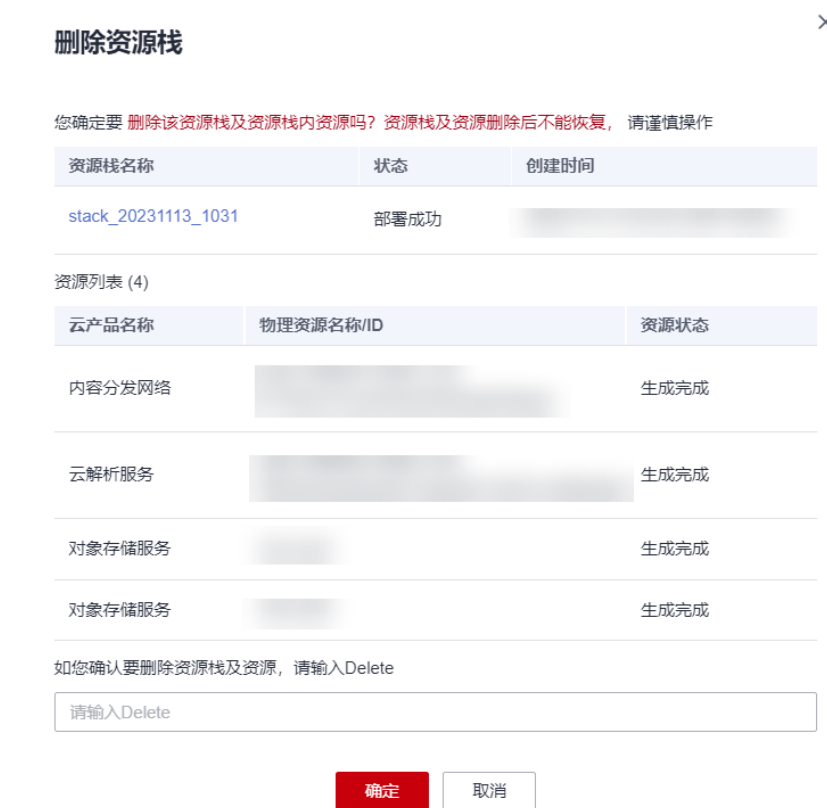 删除资源栈
您确定要 删除该资源栈及资源栈内资源吗？资源栈及资源删除后不能恢复， 请谨慎操作
资源栈名称 状态 创建时间
stack_20231113_1031 部署成功
资源列表 (4)
云产品名称 物理资源名称/ID 资源状态
内容分发网络 生成完成
云解析服务 生成完成
对象存储服务 生成完成
对象存储服务 生成完成
如您确认要删除资源栈及资源，请输入Delete
请输入Delete
确定 取消